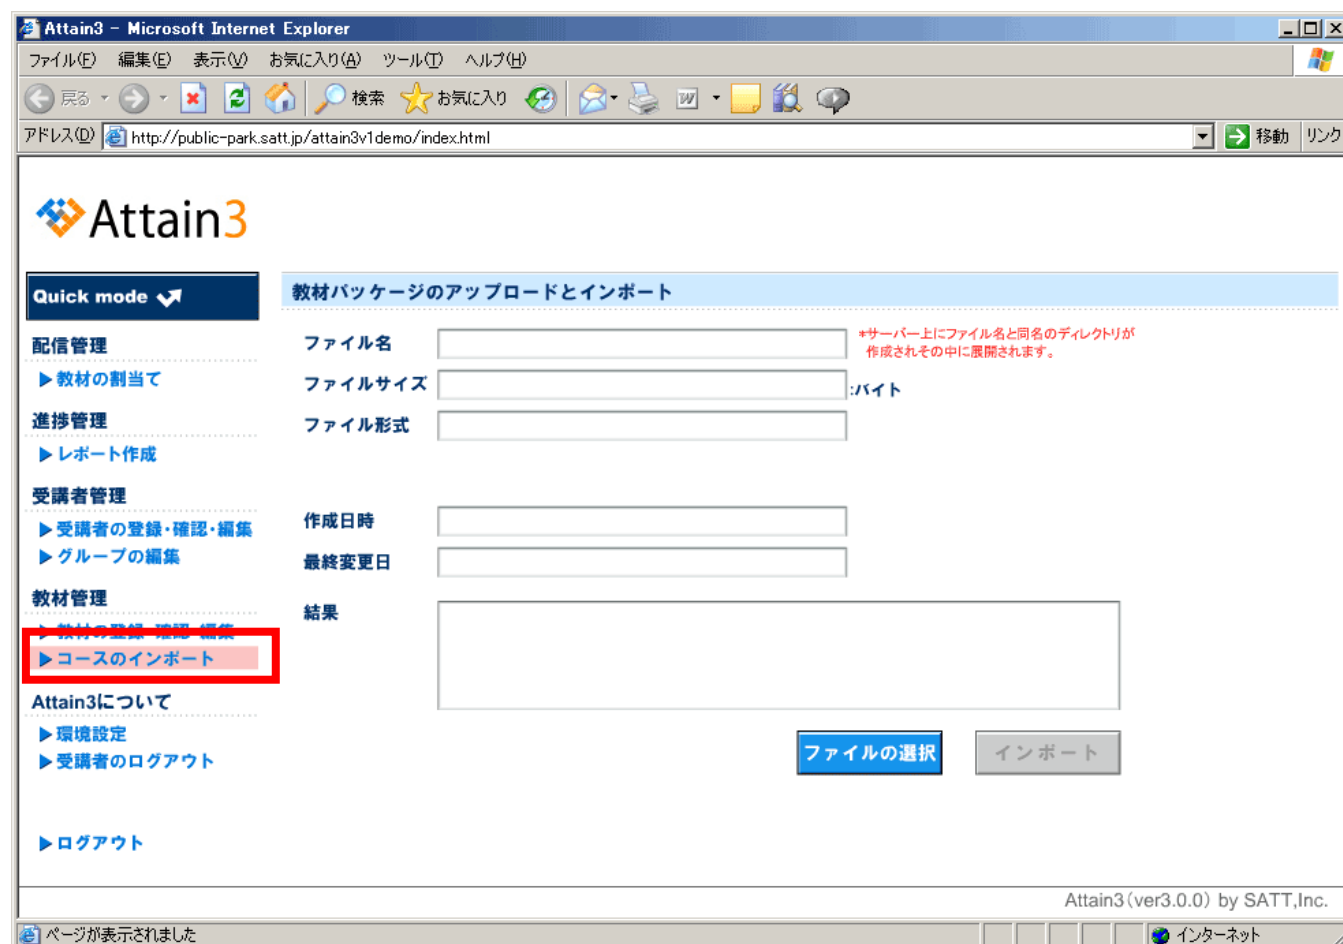 Attain3 - Microsoft Internet Explorer
ファイル(F) 編集(E) 表示(V) お気に入り(A) ツール(T) ヘルプ(H)
戻る 検索 お気に入り
アドレス(D) http://public-park.satt.jp/attain3v1demo/index.html 移動 リンク
Attain3
Quick mode
配信管理
教材の割当て
進捗管理
レポート作成
受講者管理
受講者の登録・確認・編集
グループの編集
教材管理
教材の登録・確認・編集
コースのインポート
Attain3について
環境設定
受講者のログアウト
ログアウト
教材パッケージのアップロードとインポート
ファイル名
*サーバー上にファイル名と同名のディレクトリが
作成されその中に展開されます。
ファイルサイズ :バイト
ファイル形式
作成日時
最終変更日
結果
ファイルの選択 インポート
Attain3(ver3.0.0) by SATT,Inc.
ページが表示されました インターネット